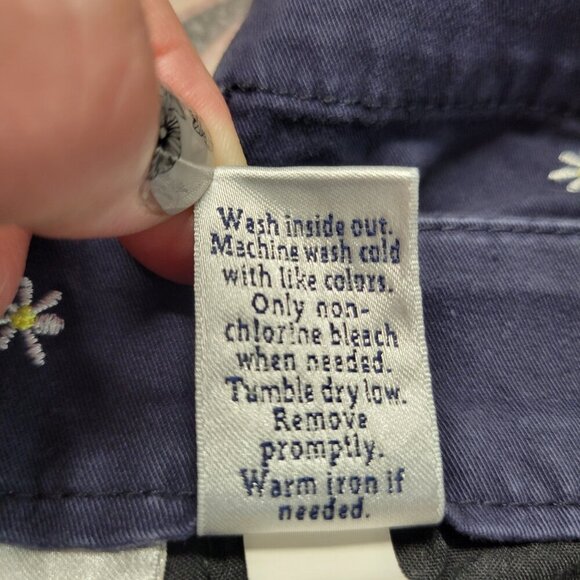 Wash inside out.
Machine wash cold
with like colors.
Only non-
chlorine bleach
when needed.
Tumble dry low.
Remove
promptly.
Warm iron if
needed.